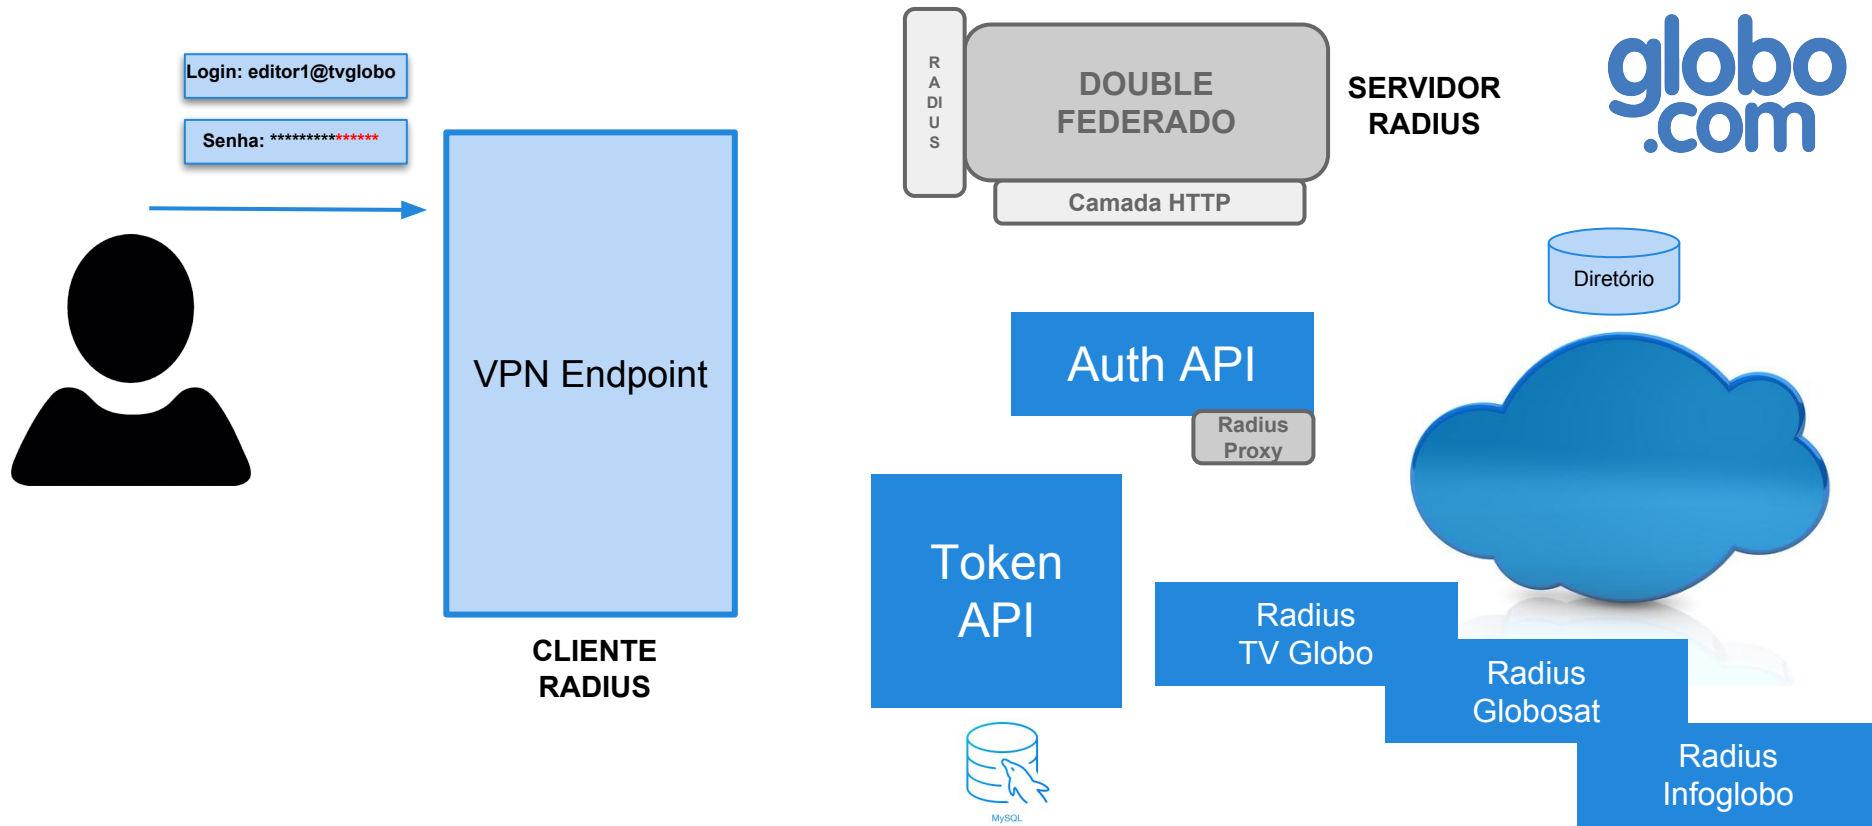 Login: editor1@tvglobo
Senha: ***************
VPN Endpoint
CLIENTE
RADIUS
R
A
DI
U
S
DOUBLE
FEDERADO
Camada HTTP
SERVIDOR
RADIUS
globo
.com
Diretório
Auth API
Radius
Proxy
Token
API
MySQL
Radius
TV Globo
Radius
Globosat
Radius
Infoglobo